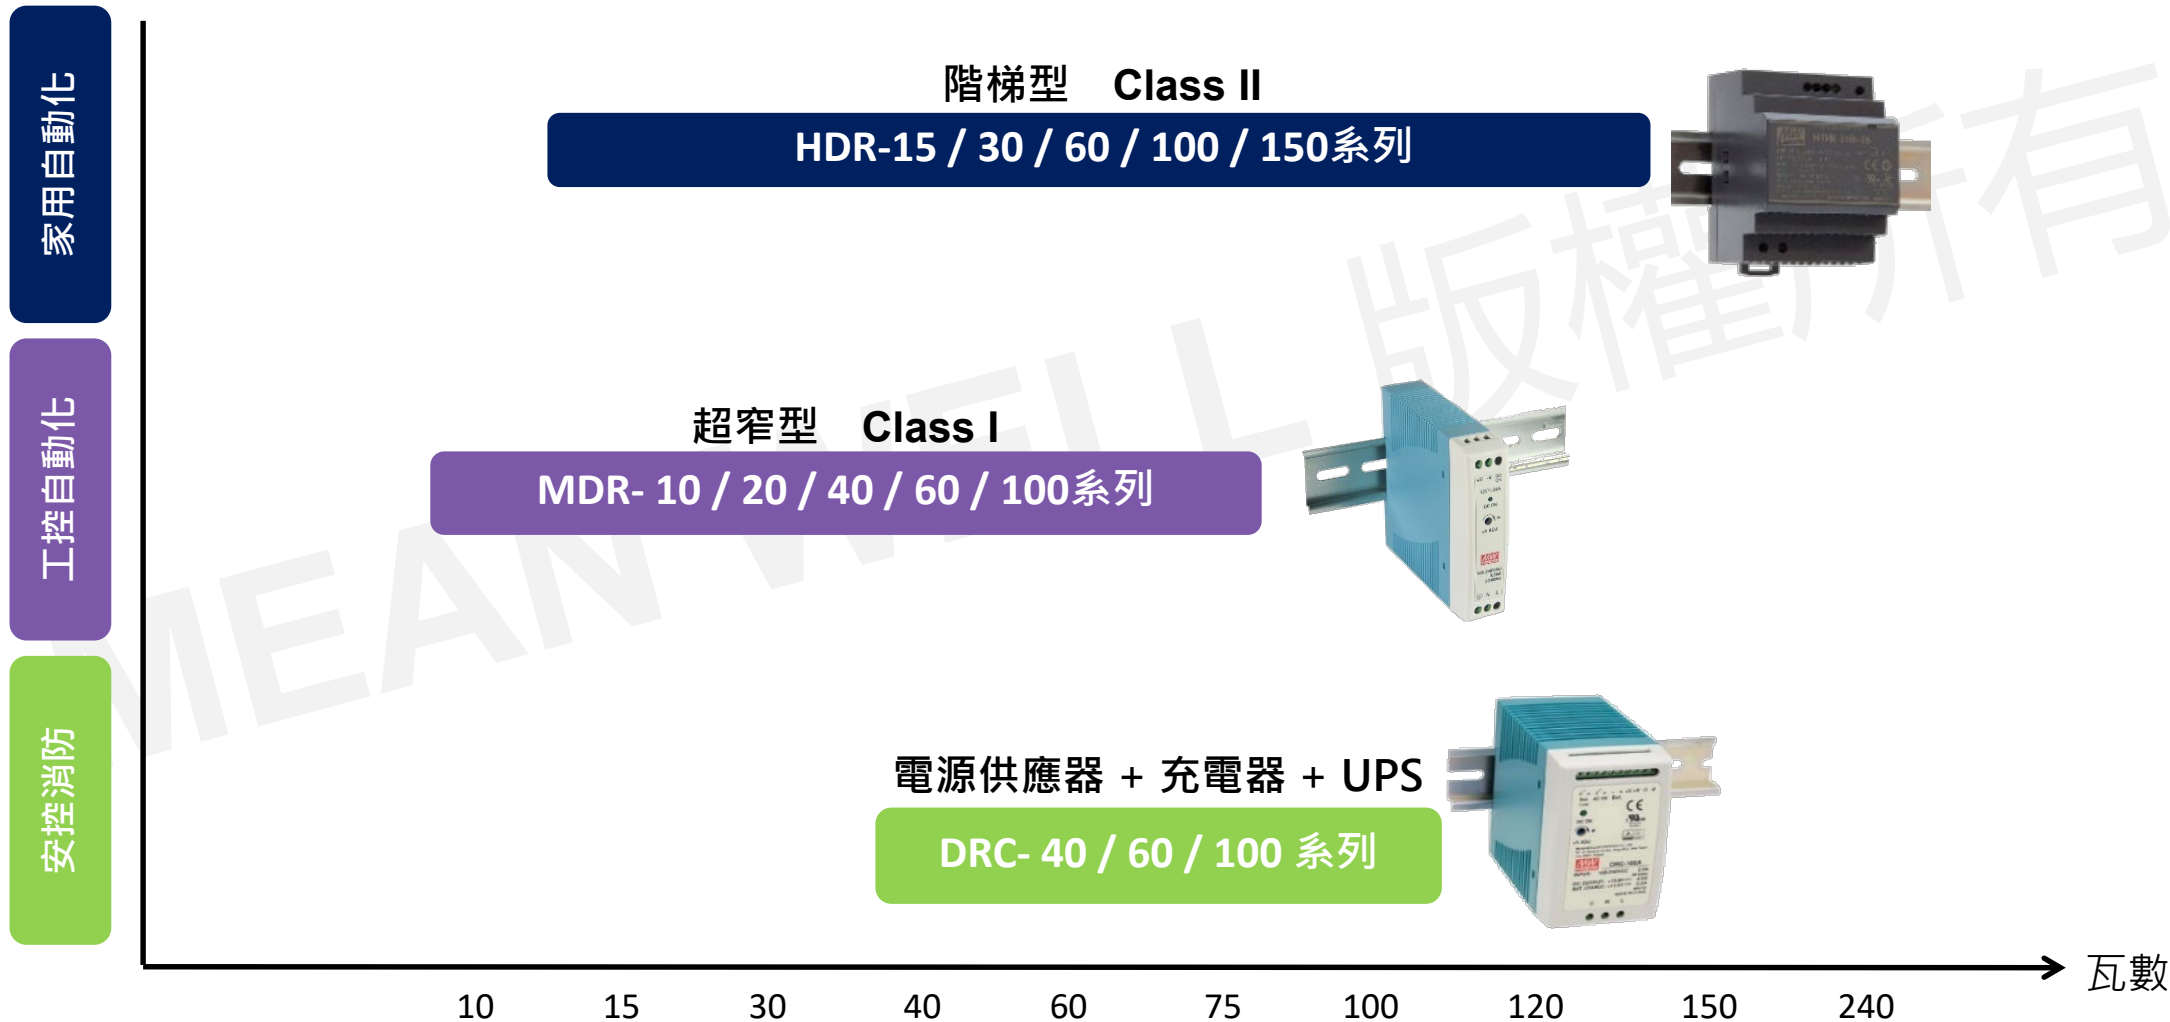 家用自動化
階梯型 Class II
HDR-15 / 30 / 60 / 100 / 150系列
工控自動化
超窄型 Class I
MDR- 10 / 20 / 40 / 60 / 100系列
安控消防
電源供應器 + 充電器 + UPS
DRC- 40 / 60 / 100 系列
瓦數
10 15 30 40 60 75 100 120 150 240
MEAN WELL 版權所有